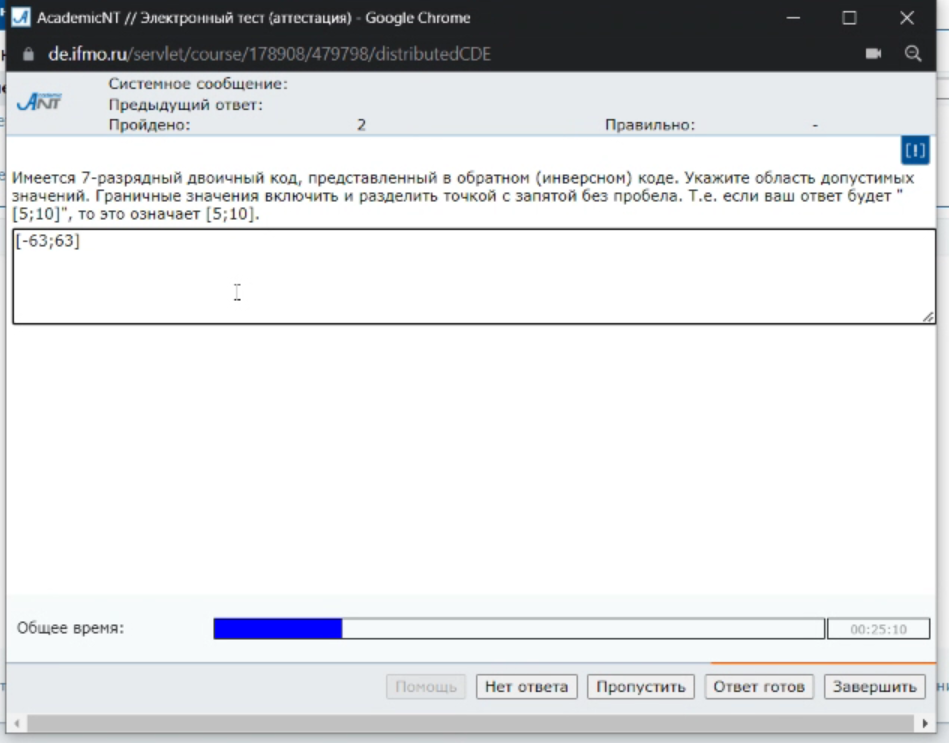 AcademicNT // Электронный тест (аттестация) - Google Chrome
de.ifmo.ru/servlet/course/178908/479798/distributedCDE
Системное сообщение:
Academic NT
Предыдущий ответ:
Пройдено: 2 Правильно: -
[!]
Имеется 7-разрядный двоичный код, представленный в обратном (инверсном) коде. Укажите область допустимых
значений. Граничные значения включить и разделить точкой с запятой без пробела. Т.е. если ваш ответ будет "
[5;10]", то это означает [5;10].
[-63;63]
Общее время: 00:25:10
Помощь Нет ответа Пропустить Ответ готов Завершить